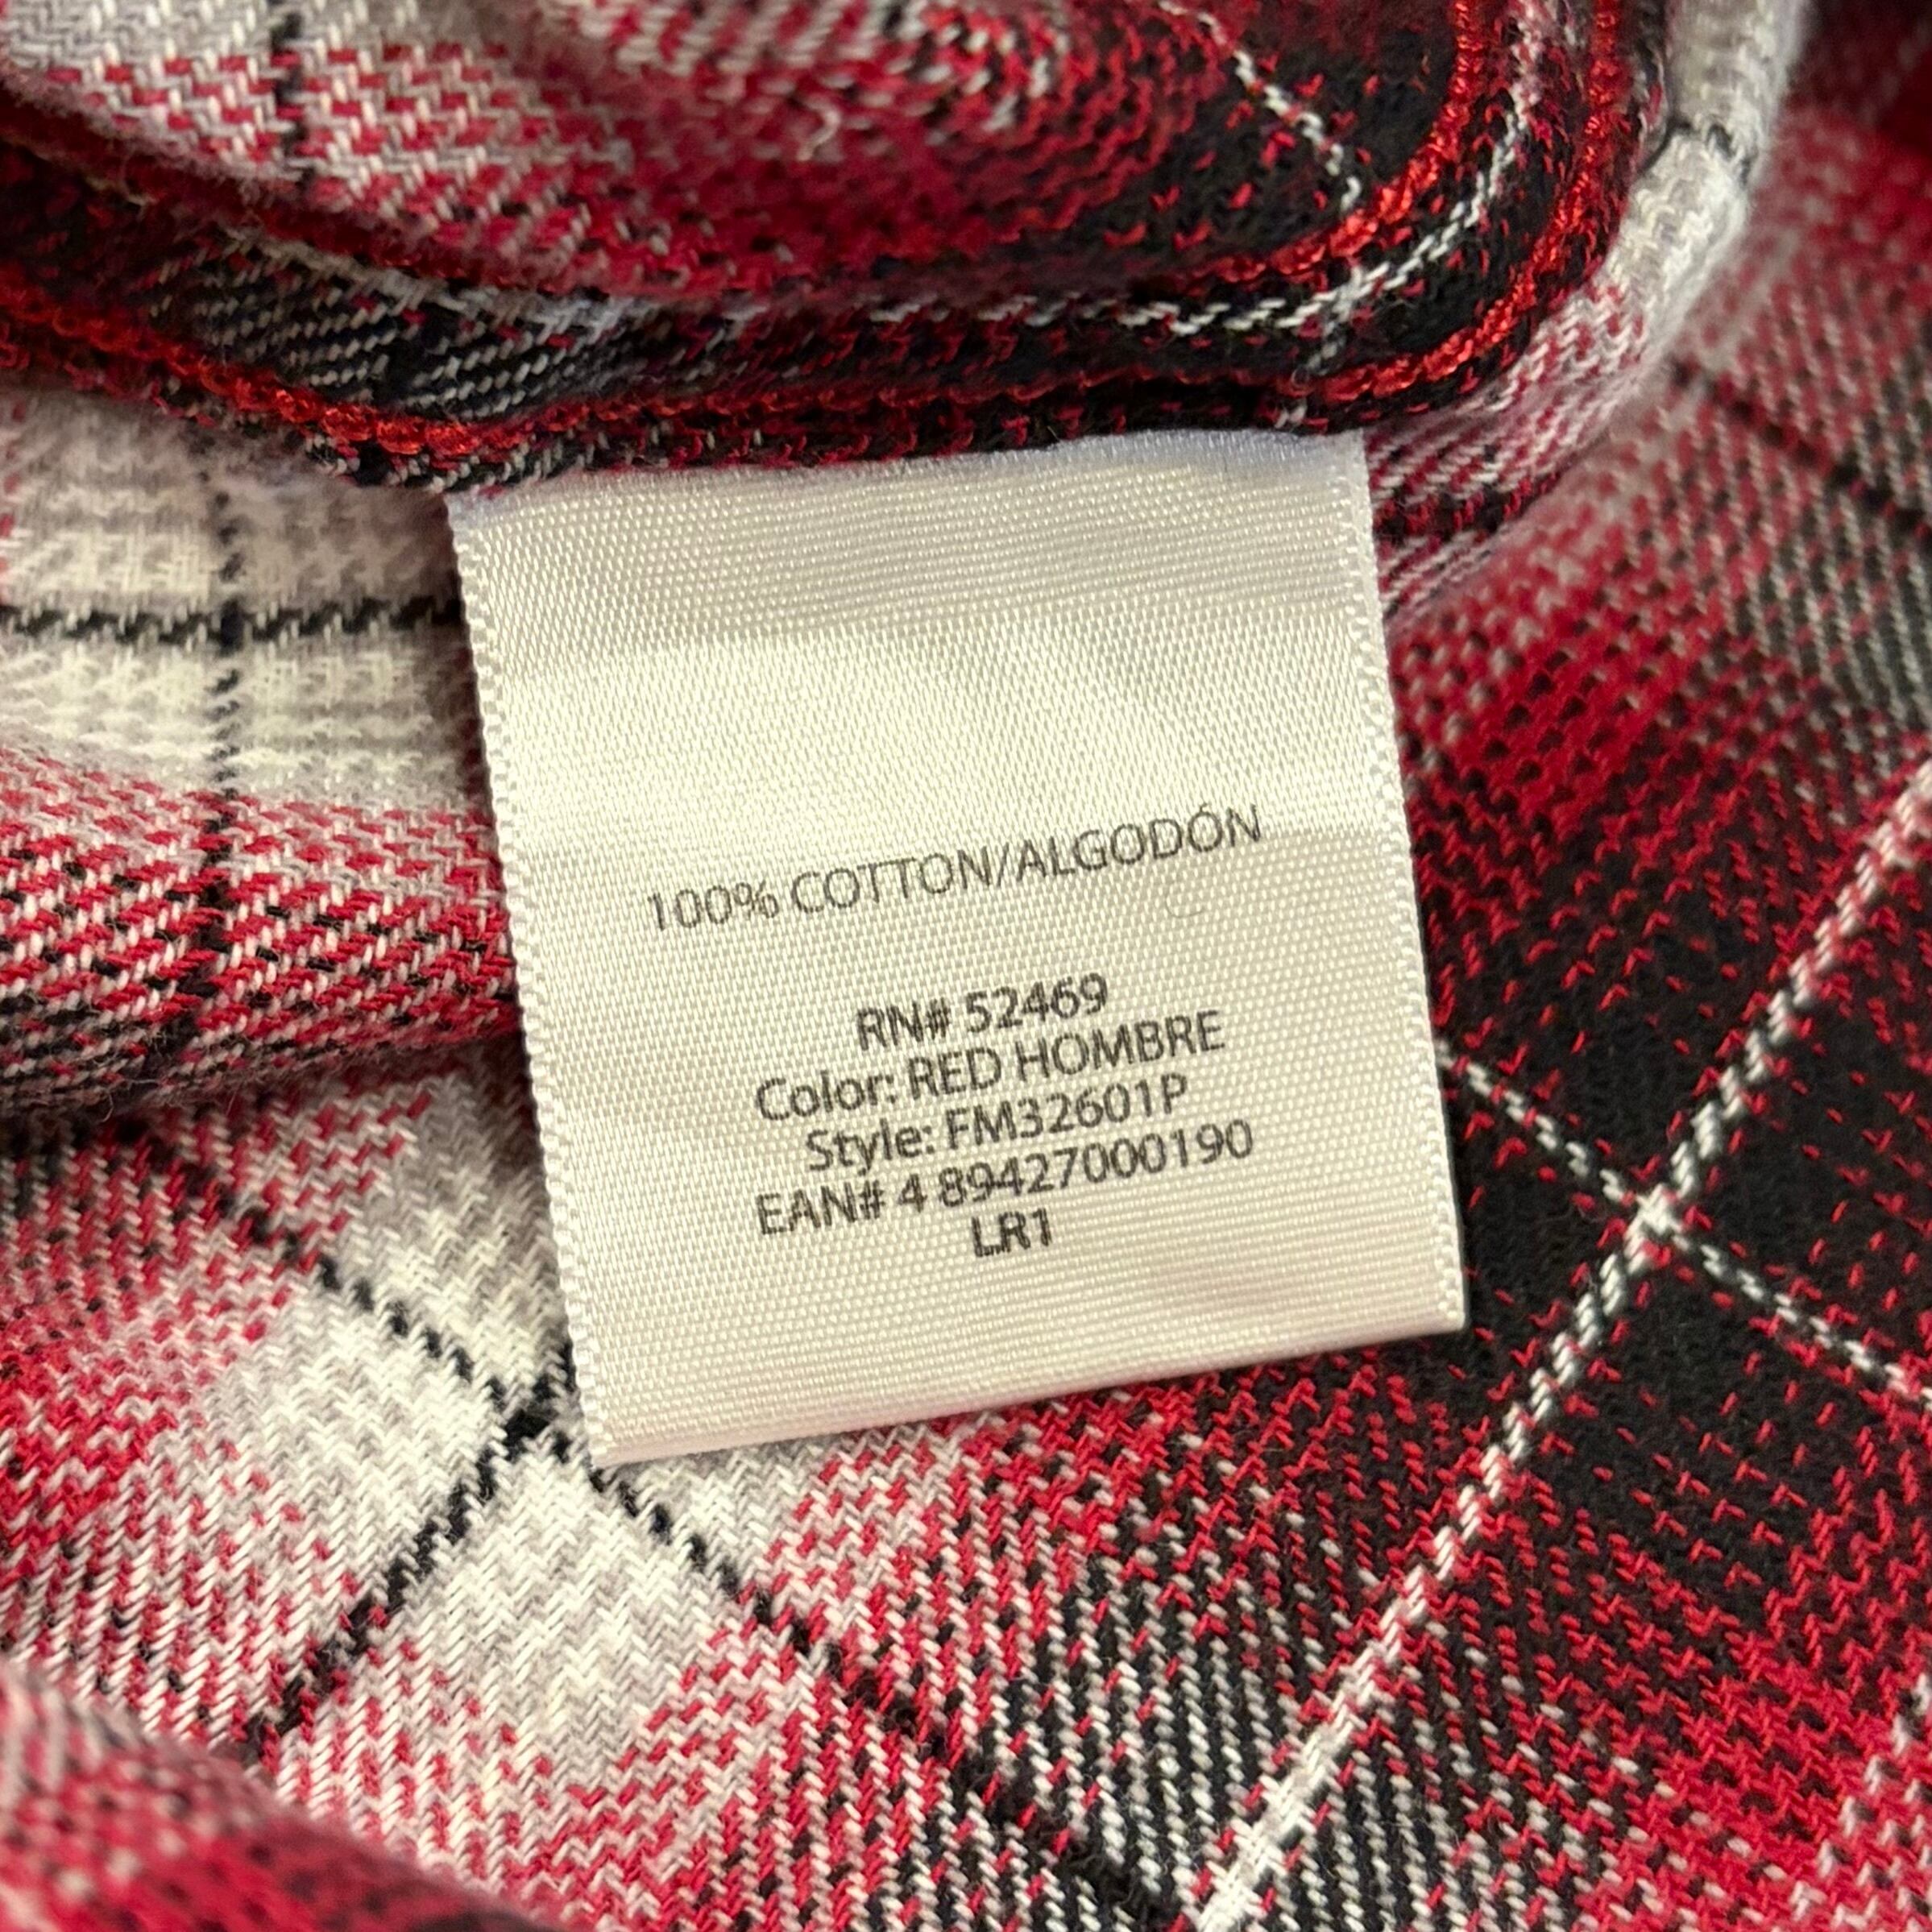 100% COTTON/ALGODÓN
RN# 52469
Color: RED HOMBRE
Style: FM32601P
EAN# 4 89427000190
LR1